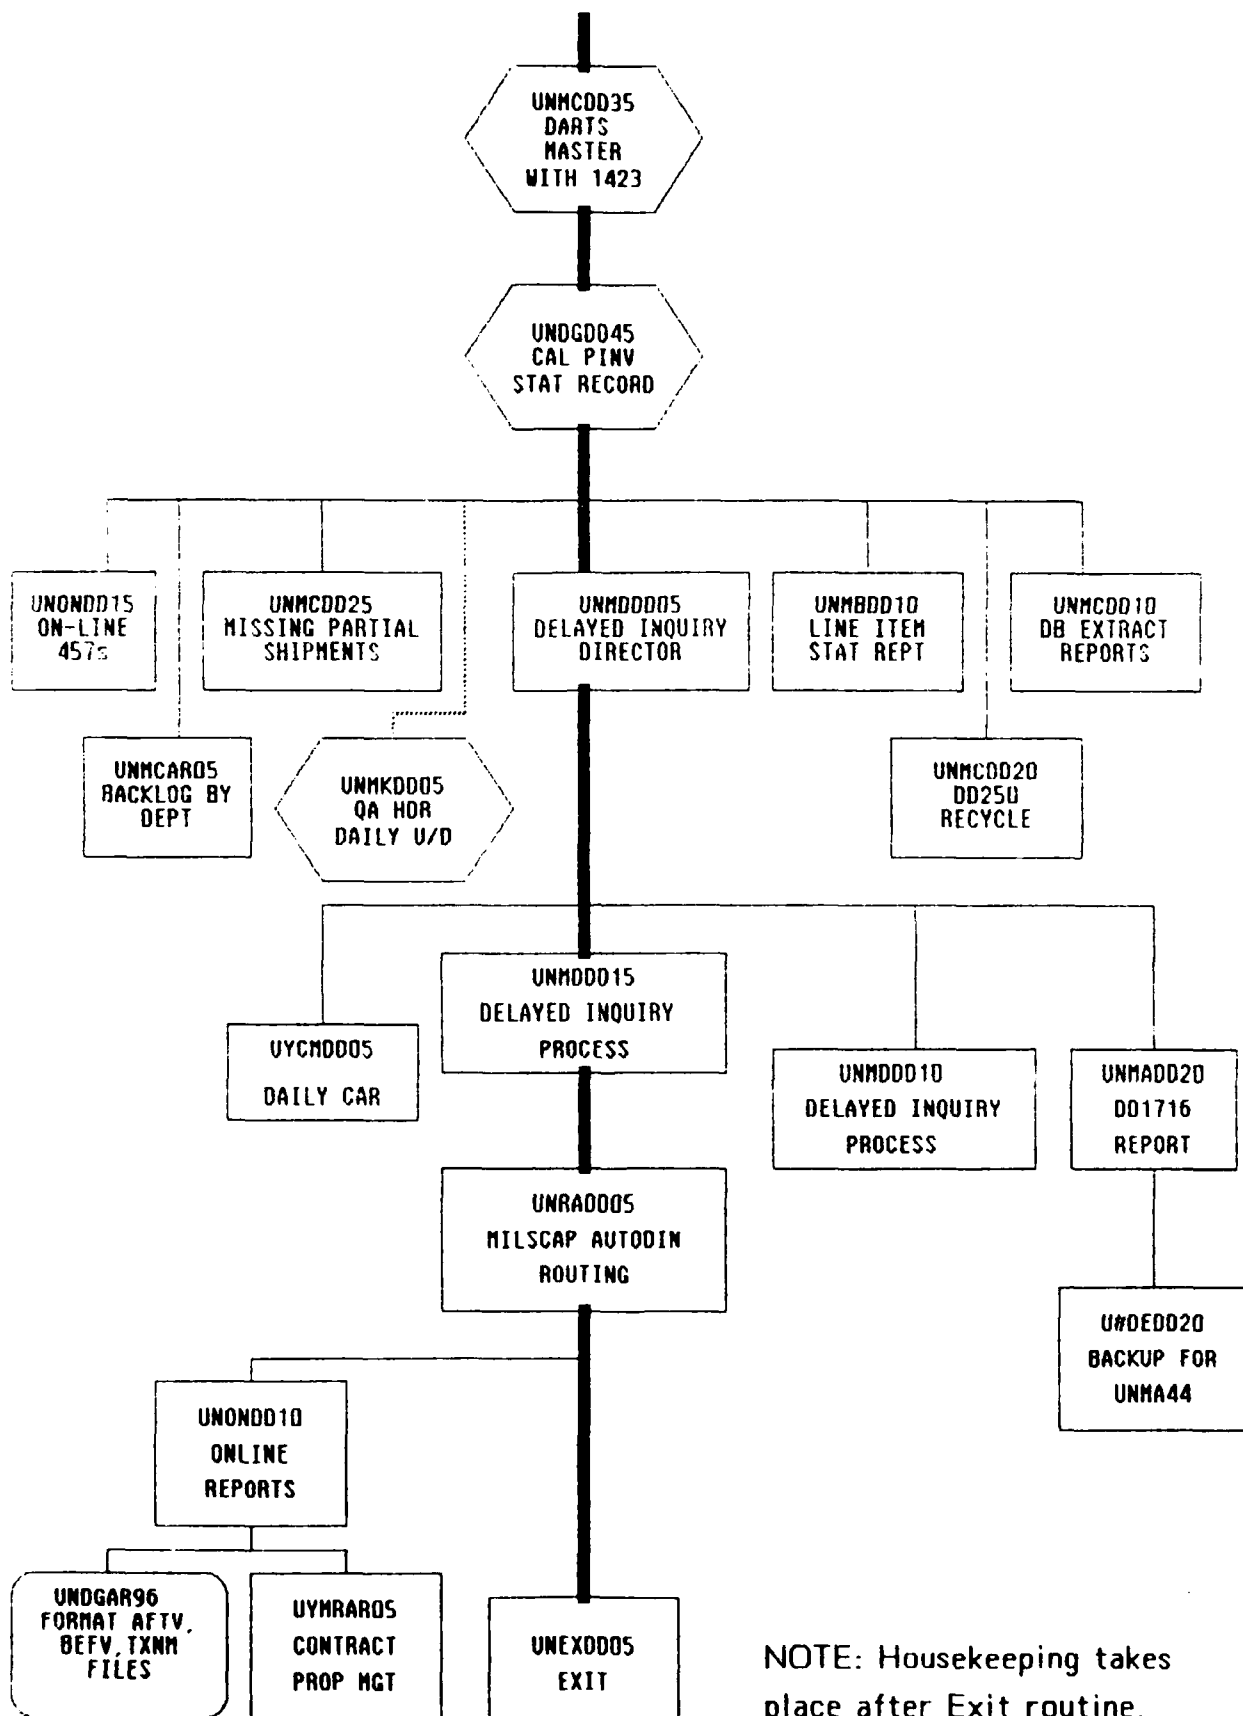 UNMCDD35
DARTS
MASTER
WITH 1423
UNDGDD45
CAL PINV
STAT RECORD
UNONDD15
ON-LINE
457s
UNMCDD25
MISSING PARTIAL
SHIPMENTS
UNMDDD05
DELAYED INQUIRY
DIRECTOR
UNMBDD10
LINE ITEM
STAT REPT
UNMCDD10
DB EXTRACT
REPORTS
UNMCAR05
BACKLOG BY
DEPT
UNMKDD05
QA HDR
DAILY U/D
UNMCDD20
DD250
RECYCLE
UYCMDD05
DAILY CAR
UNMDDD15
DELAYED INQUIRY
PROCESS
UNMDDD10
DELAYED INQUIRY
PROCESS
UNMADD20
DD1716
REPORT
UNRADD05
MILSCAP AUTODIN
ROUTING
U#DEDD20
BACKUP FOR
UNMA44
UNONDD10
ONLINE
REPORTS
UNDGAR96
FORMAT AFTV,
BEFV,TXNM
FILES
UYMRAR05
CONTRACT
PROP MGT
UNEXDD05
EXIT
NOTE: Housekeeping takes
place after Exit routine.